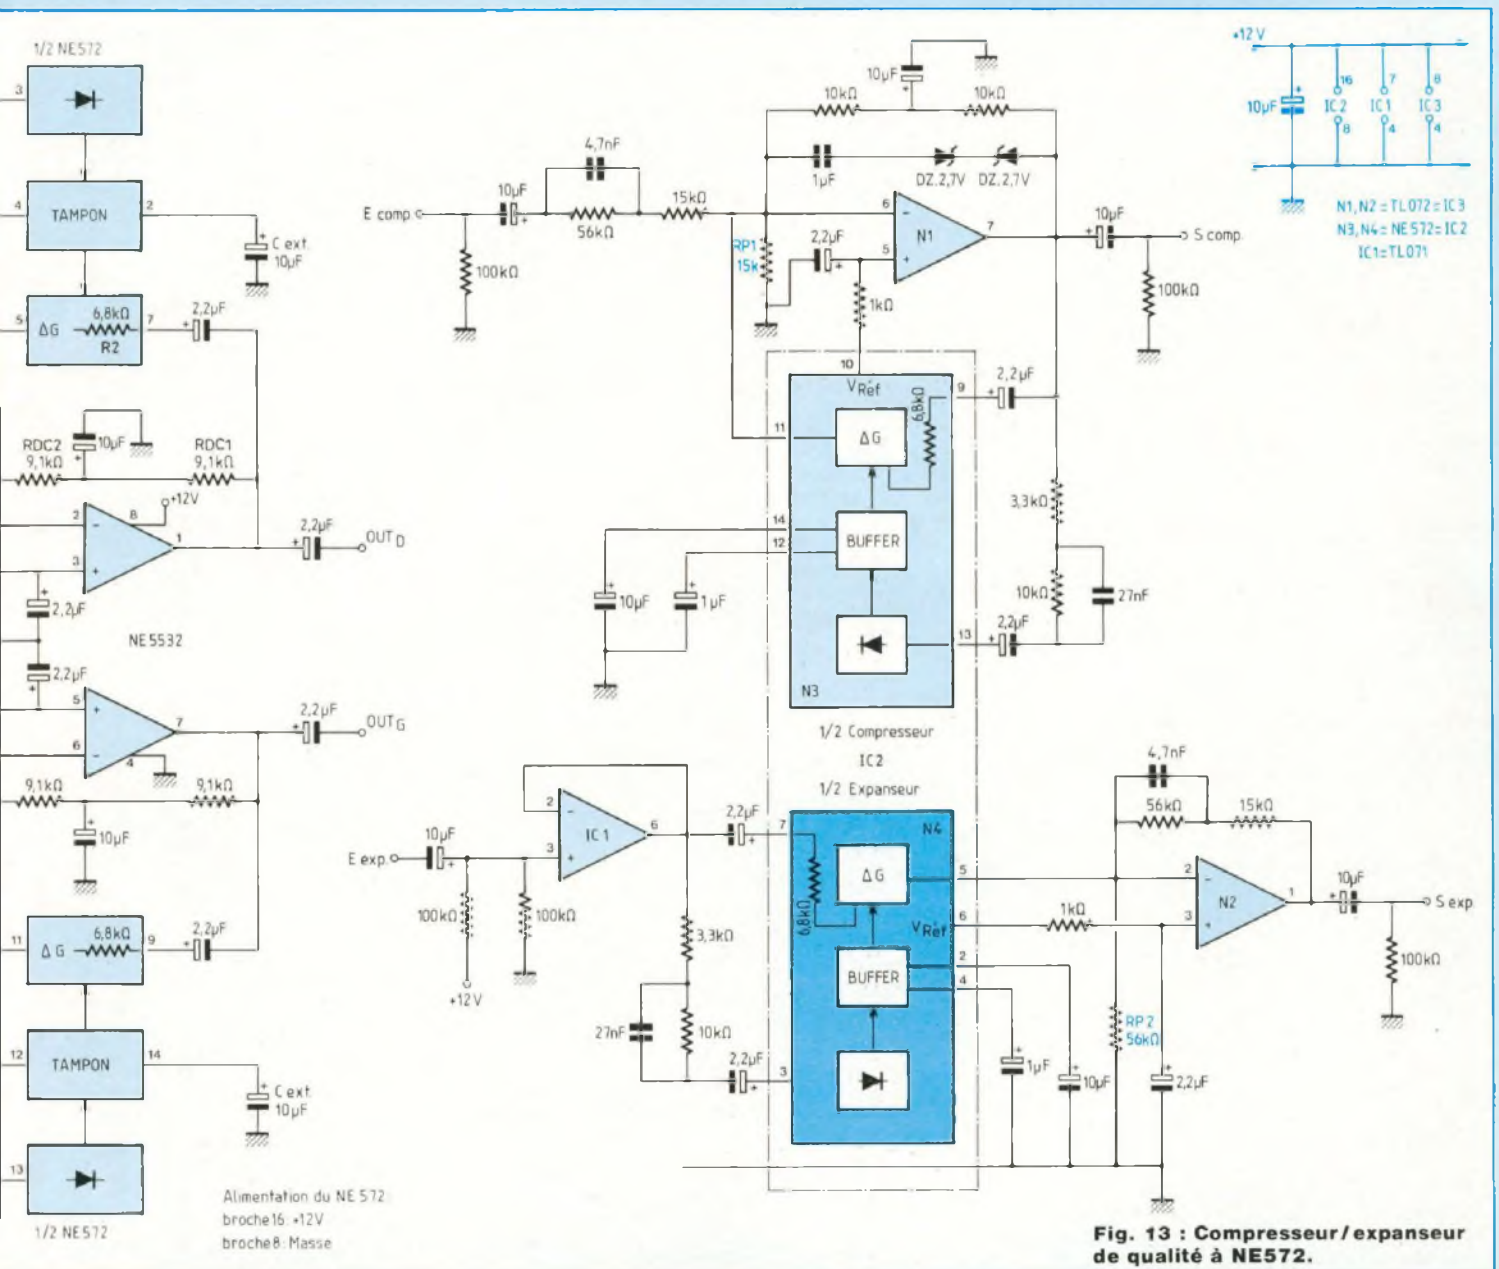 1/2 NE572
3
1
4
TAMPON
2
C ext.
10µF
1
5
ΔG
6,8kΩ
R2
7
2,2µF
10µF
RDC2
9,1kΩ
RDC1
9,1kΩ
+12V
2
8
1
3
2,2µF
OUT D
2,2µF
NE5532
2,2µF
5
7
6
4
2,2µF
OUT G
9,1kΩ
9,1kΩ
10µF
11
ΔG
6,8kΩ
9
2,2µF
12
TAMPON
14
C ext.
10µF
13
1/2 NE572
Alimentation du NE 572
broche16: +12V
broche8: Masse
E comp
100kΩ
10µF
4,7nF
56kΩ
15kΩ
10kΩ
10µF
10kΩ
1µF
DZ.2,7V
DZ.2,7V
RP1
15k
2,2µF
6
5
N1
7
1kΩ
10µF
S comp.
100kΩ
10
VRéf
9
2,2µF
11
ΔG
6,8kΩ
14
12
BUFFER
10µF
1µF
3,3kΩ
10kΩ
27nF
13
2,2µF
N3
1/2 Compresseur
IC2
1/2 Expanseur
E exp.
10µF
100kΩ
+12V
100kΩ
2
3
IC1
6
2,2µF
7
3,3kΩ
27nF
10kΩ
2,2µF
3
N4
6,8kΩ
ΔG
5
VRéf
6
BUFFER
2
4
1µF
10µF
1kΩ
RP2
56kΩ
2,2µF
4,7nF
56kΩ
15kΩ
2
3
N2
1
10µF
S exp.
100kΩ
+12V
10µF
16
IC2
8
7
IC1
4
8
IC3
4
N1,N2=TL072=IC3
N3,N4=NE572=IC2
IC1=TL071
Fig. 13 : Compresseur/expanseur
de qualité à NE572.